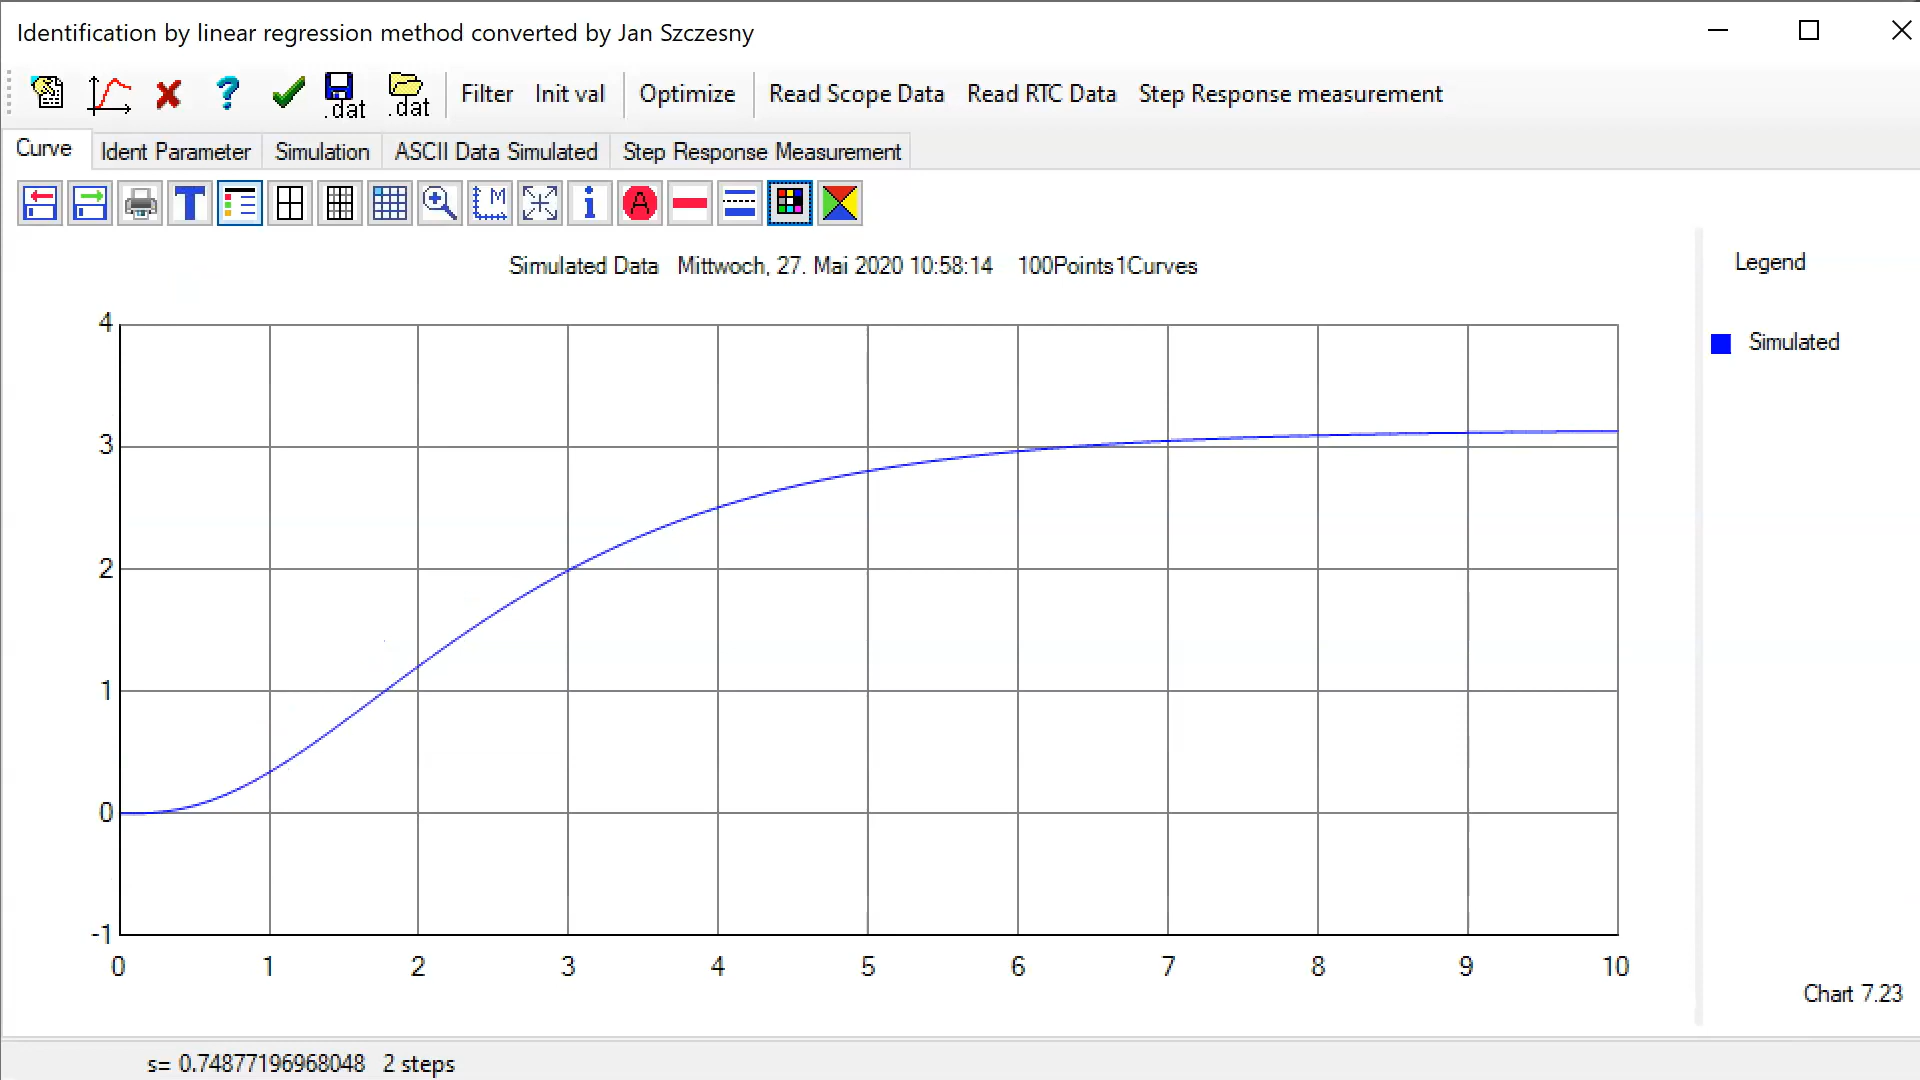 Identification by linear regression method converted by Jan Szczesny
.dat .dat Filter Init val Optimize Read Scope Data Read RTC Data Step Response measurement
Curve Ident Parameter Simulation ASCII Data Simulated Step Response Measurement
T M i A
Simulated Data Mittwoch, 27. Mai 2020 10:58:14 100Points1Curves
Legend
Simulated
4
3
2
1
0
-1
0 1 2 3 4 5 6 7 8 9 10
Chart 7.23
s= 0.74877196968048 2 steps